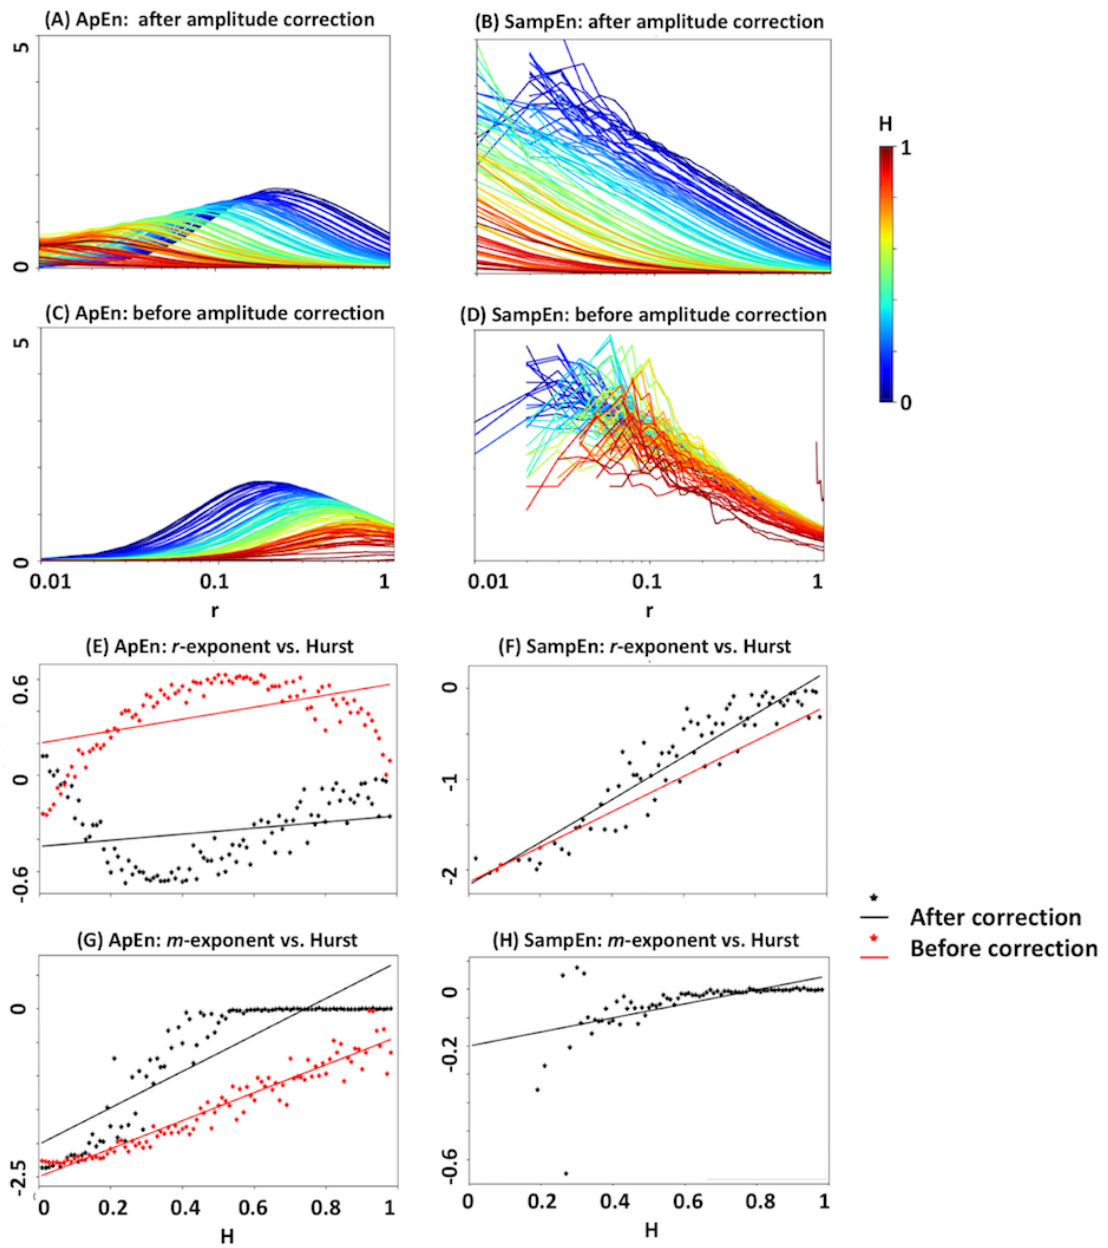 (A) ApEn: after amplitude correction
(B) SampEn: after amplitude correction
5
0
H
1
0
(C) ApEn: before amplitude correction
(D) SampEn: before amplitude correction
5
0
0.01 0.1 1
r
0.01 0.1 1
r
(E) ApEn: r-exponent vs. Hurst
(F) SampEn: r-exponent vs. Hurst
0.6
0
-0.6
0
-1
-2
After correction
Before correction
(G) ApEn: m-exponent vs. Hurst
(H) SampEn: m-exponent vs. Hurst
0
-2.5
0 0.2 0.4 0.6 0.8 1
H
0
-0.2
-0.6
0 0.2 0.4 0.6 0.8 1
H